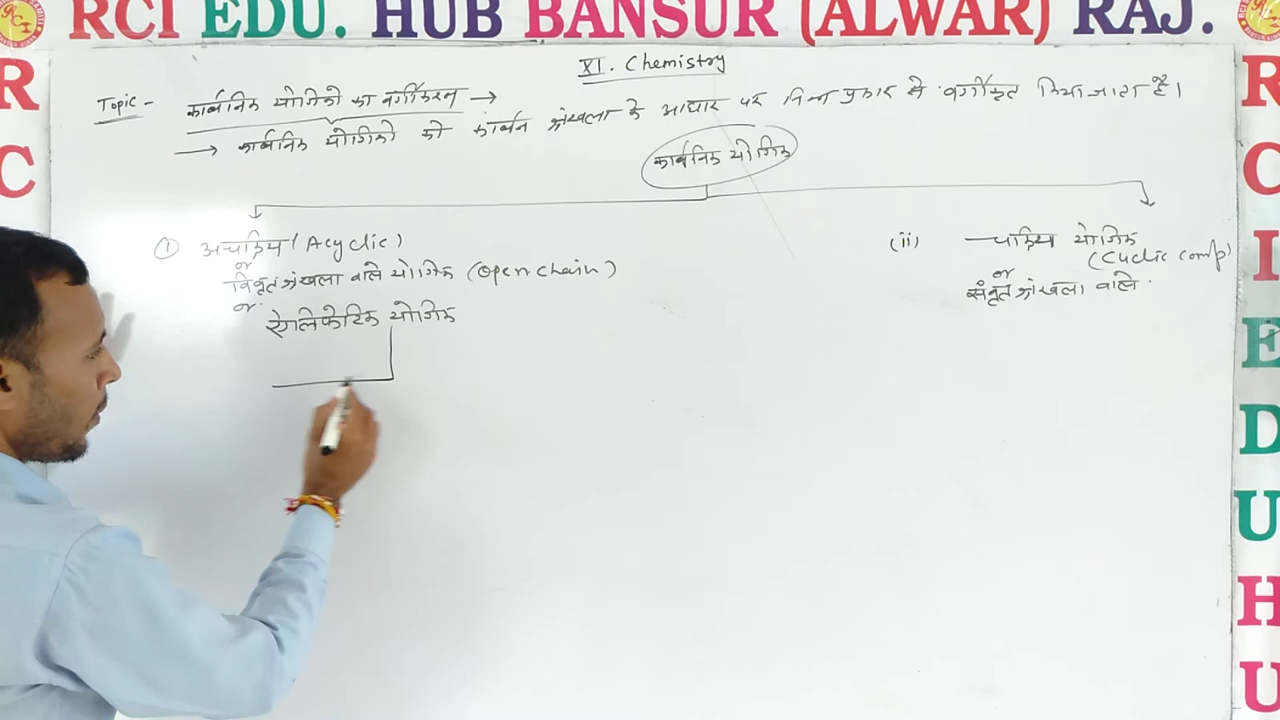 RCI EDU. HUB BANSUR (ALWAR) RAJ.
XI. Chemistry
Topic - कार्बनिक योगिको का वर्गीकरण →
→ कार्बनिक योगिको को कार्बन श्रंखला के आधार पर निम्न प्रकार से वर्गीकृत किया जाता है।
कार्बनिक योगिक
(i) अचक्रिय (Acyclic)
or
विवृत श्रंखला वाले योगिक (Open chain)
or
ऐलिफेटिक योगिक
(ii) चक्रिय योगिक
(Cyclic comp)
or
संवृत श्रंखला वाले
R
C
R
C
I
E
D
U
H
U